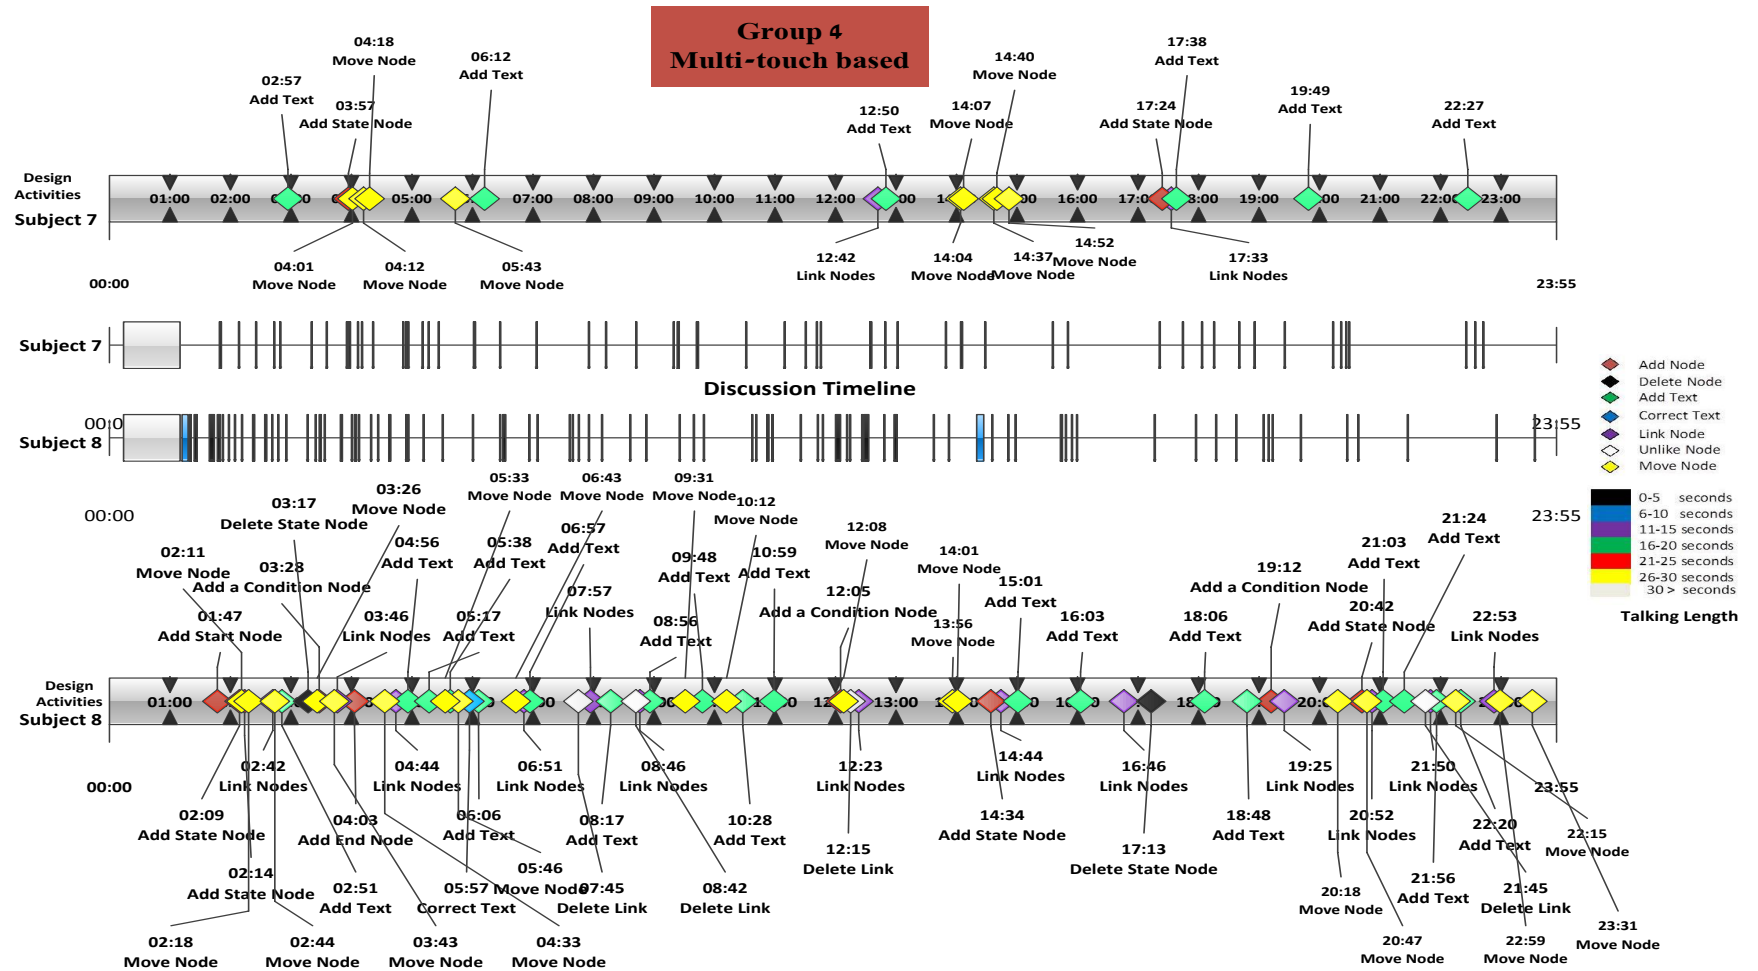 Group 4
Multi-touch based
04:18
Move Node
06:12
Add Text
17:38
Add Text
14:40
Move Node
02:57
Add Text
03:57
Add State Node
12:50
Add Text
14:07
Move Node
17:24
Add State Node
19:49
Add Text
22:27
Add Text
Design
Activities
Subject 7
01:00
02:00
05:00
07:00
08:00
09:00
10:00
11:00
12:00
16:00
19:00
21:00
23:00
04:01
Move Node
04:12
Move Node
05:43
Move Node
12:42
Link Nodes
14:04
Move Node
14:37
Move Node
14:52
Move Node
17:33
Link Nodes
00:00
23:55
Subject 7
Discussion Timeline
00:0
23:55
Subject 8
00:00
23:55
Add Node
Delete Node
Add Text
Correct Text
Link Node
Unlike Node
Move Node
0-5 seconds
6-10 seconds
11-15 seconds
16-20 seconds
21-25 seconds
26-30 seconds
30> seconds
Talking Length
03:17
Delete State Node
03:26
Move Node
05:33
Move Node
06:43
Move Node
09:31
Move Node
10:12
Move Node
02:11
Move Node
03:28
Add a Condition Node
04:56
Add Text
05:38
Add Text
06:57
Add Text
09:48
Add Text
10:59
Add Text
12:08
Move Node
14:01
Move Node
21:03
Add Text
21:24
Add Text
01:47
Add Start Node
03:46
Link Nodes
05:17
Add Text
07:57
Link Nodes
08:56
Add Text
12:05
Add a Condition Node
13:56
Move Node
15:01
Add Text
16:03
Add Text
18:06
Add Text
19:12
Add a Condition Node
20:42
Add State Node
22:53
Link Nodes
Design
Activities
Subject 8
01:00
13:00
00:00
23:55
02:42
Link Nodes
04:44
Link Nodes
06:51
Link Nodes
08:46
Link Nodes
12:23
Link Nodes
14:44
Link Nodes
16:46
Link Nodes
19:25
Link Nodes
21:50
Link Nodes
02:09
Add State Node
04:03
Add End Node
06:06
Add Text
08:17
Add Text
10:28
Add Text
12:15
Delete Link
14:34
Add State Node
17:13
Delete State Node
18:48
Add Text
20:52
Link Nodes
22:20
Add Text
22:15
Move Node
02:14
Add State Node
02:51
Add Text
05:57
Correct Text
05:46
Move Node
07:45
Delete Link
08:42
Delete Link
20:18
Move Node
21:56
Add Text
21:45
Delete Link
23:31
Move Node
02:18
Move Node
02:44
Move Node
03:43
Move Node
04:33
Move Node
20:47
Move Node
22:59
Move Node